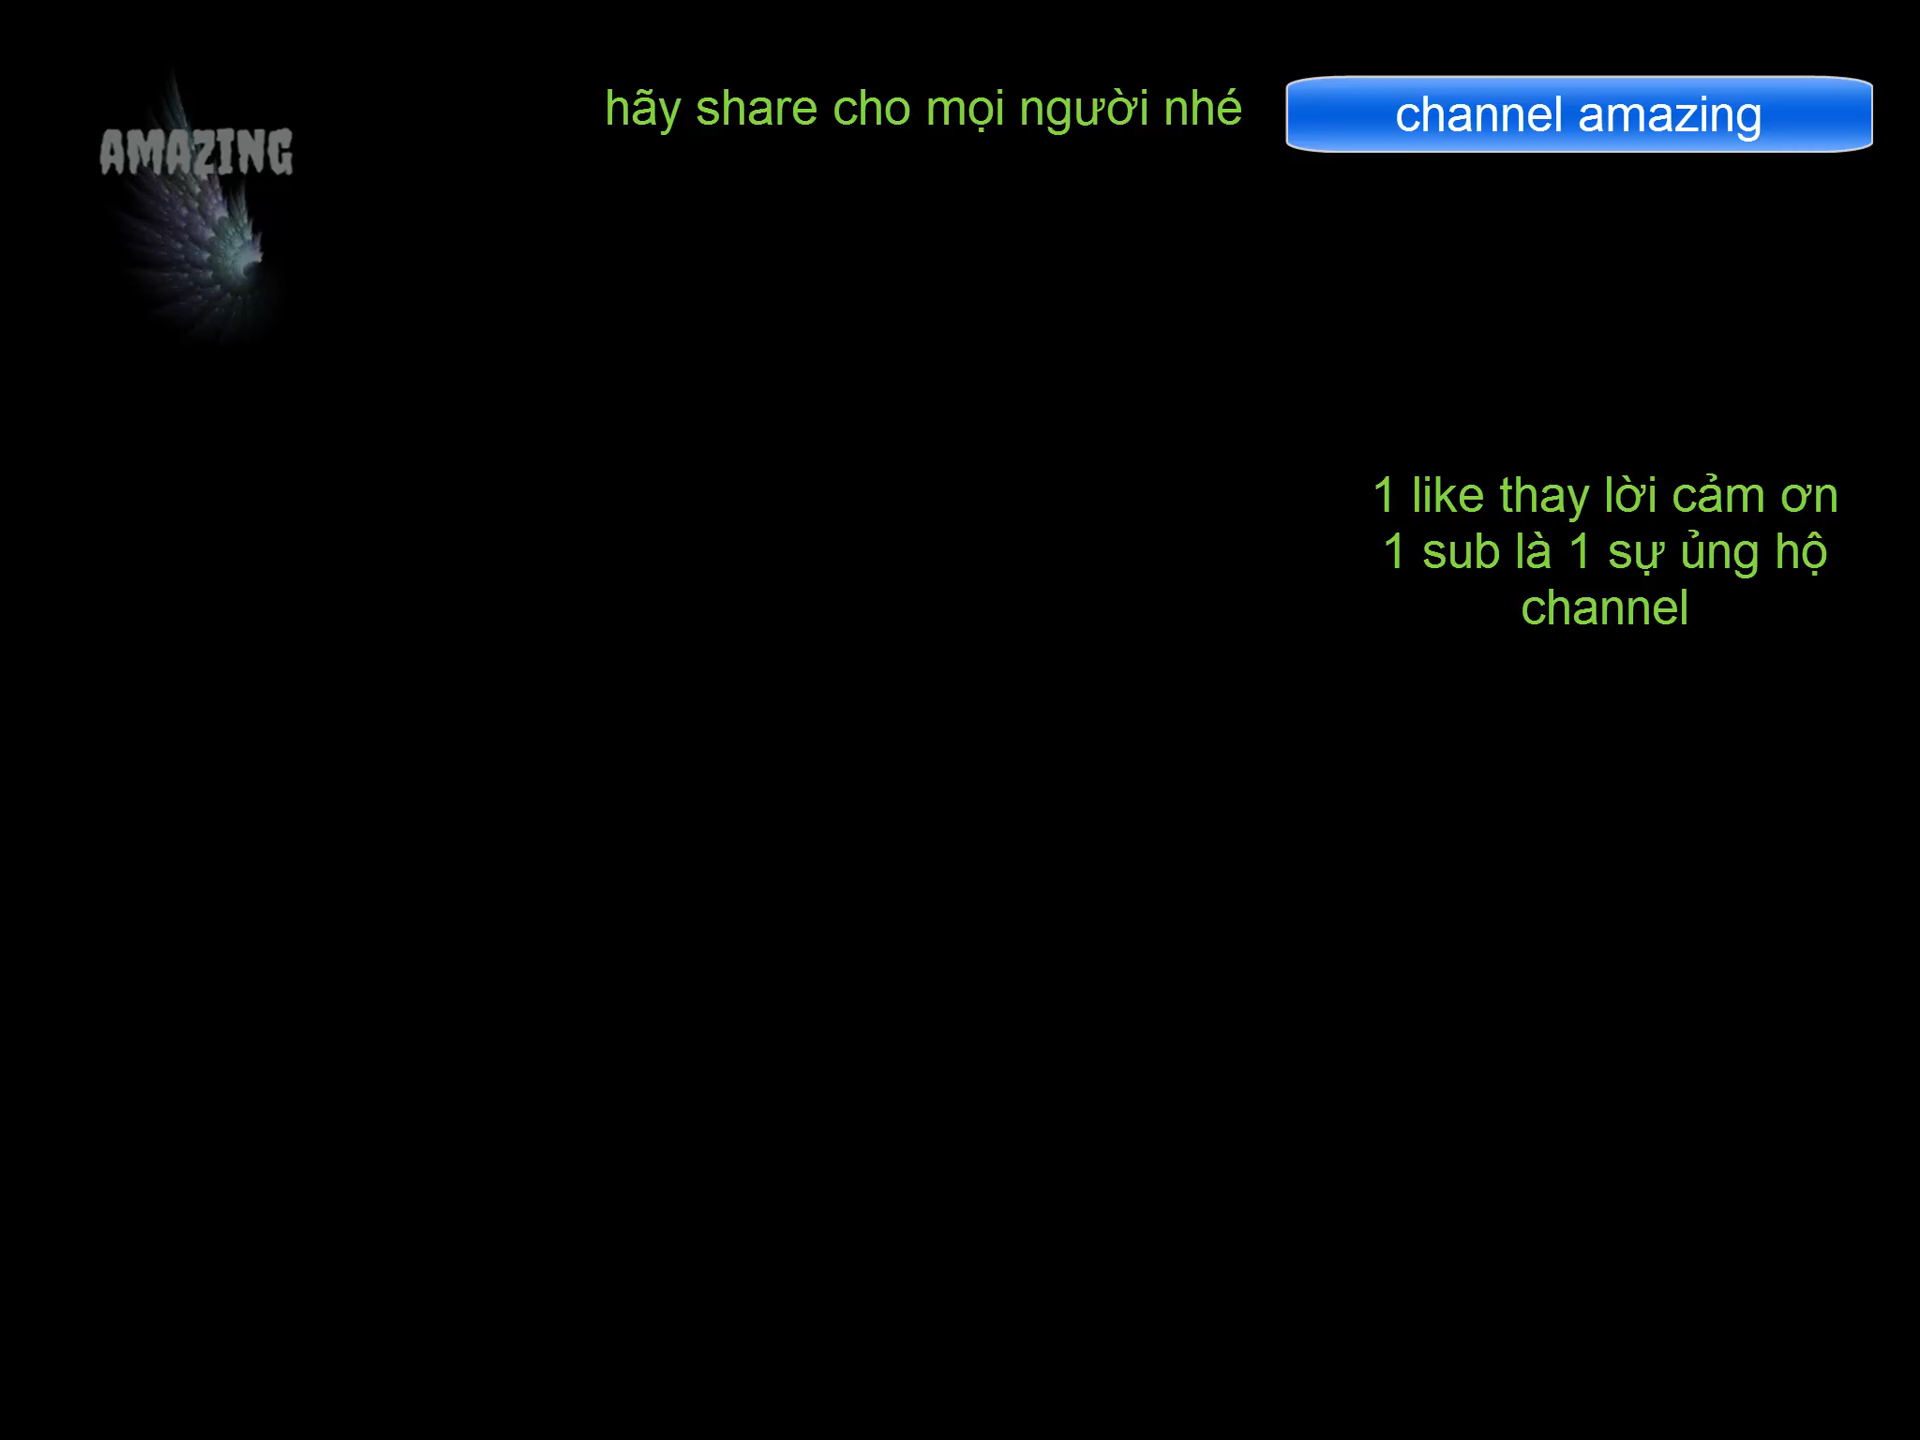 AMAZING
hãy share cho mọi người nhé
channel amazing
1 like thay lời cảm ơn
1 sub là 1 sự ủng hộ
channel